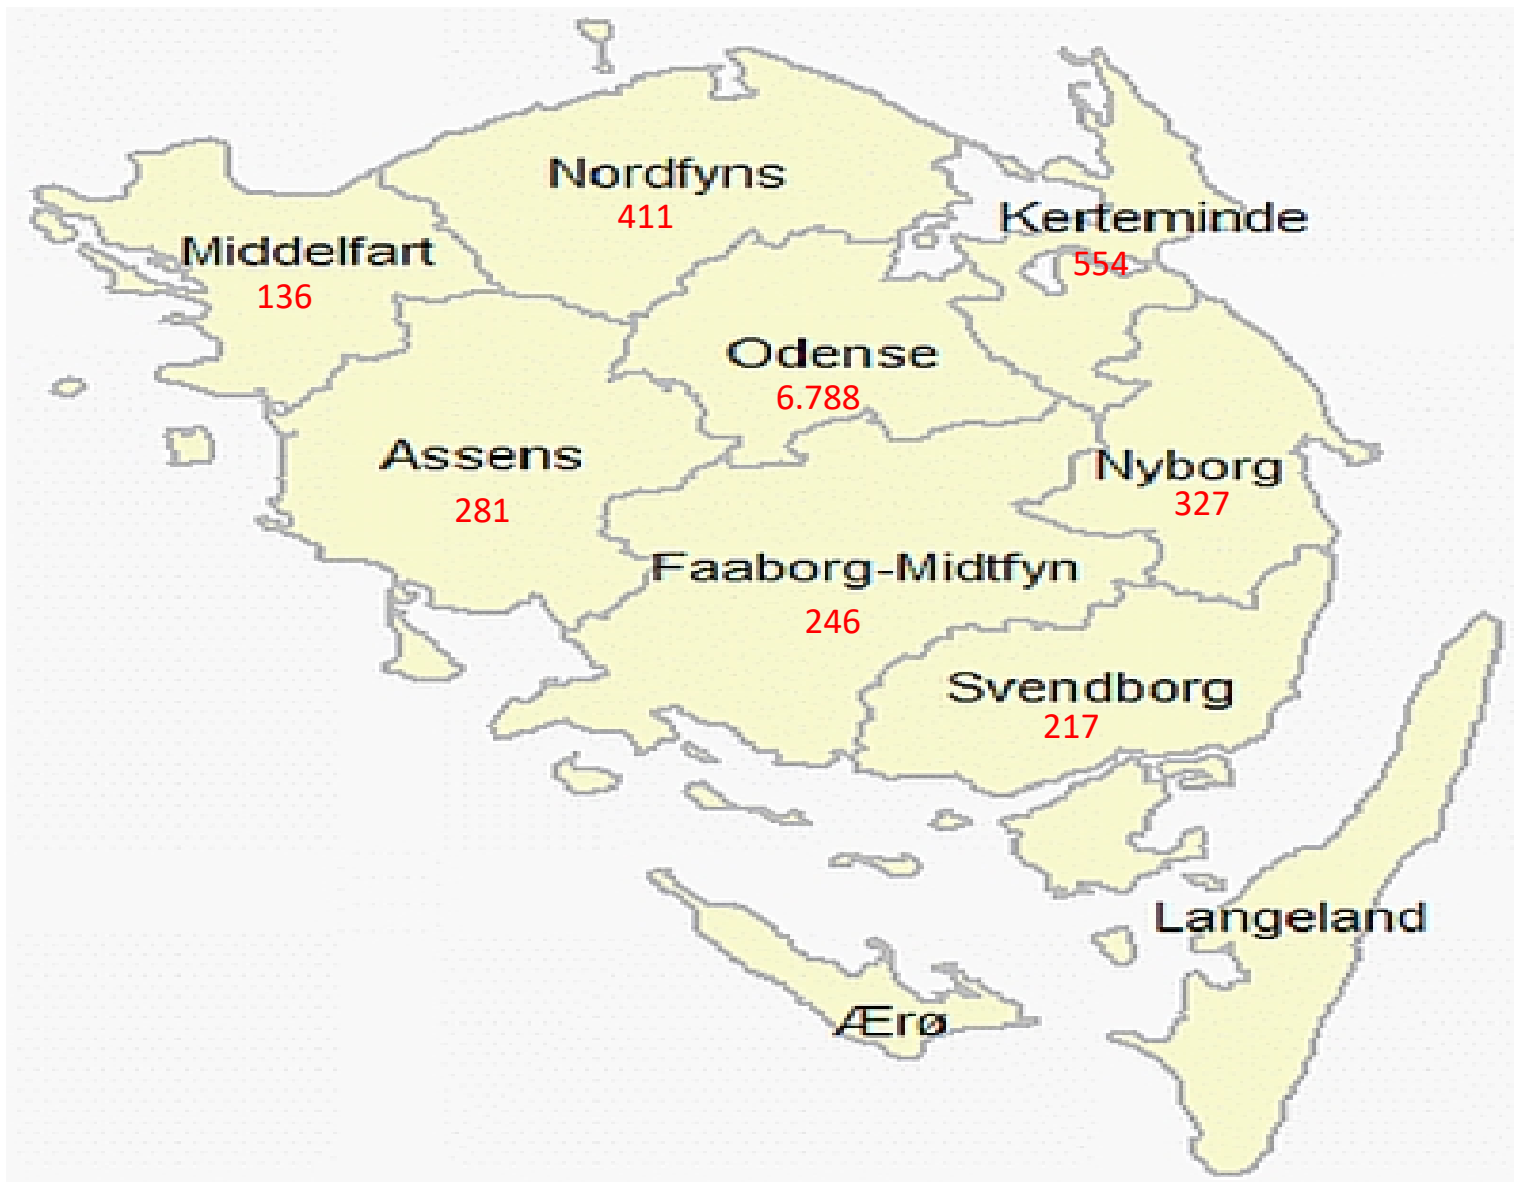 Nordfyns
411
Kerteminde
554
Middelfart
136
Odense
6.788
Assens
281
Nyborg
327
Faaborg-Midtfyn
246
Svendborg
217
Langeland
Ærø